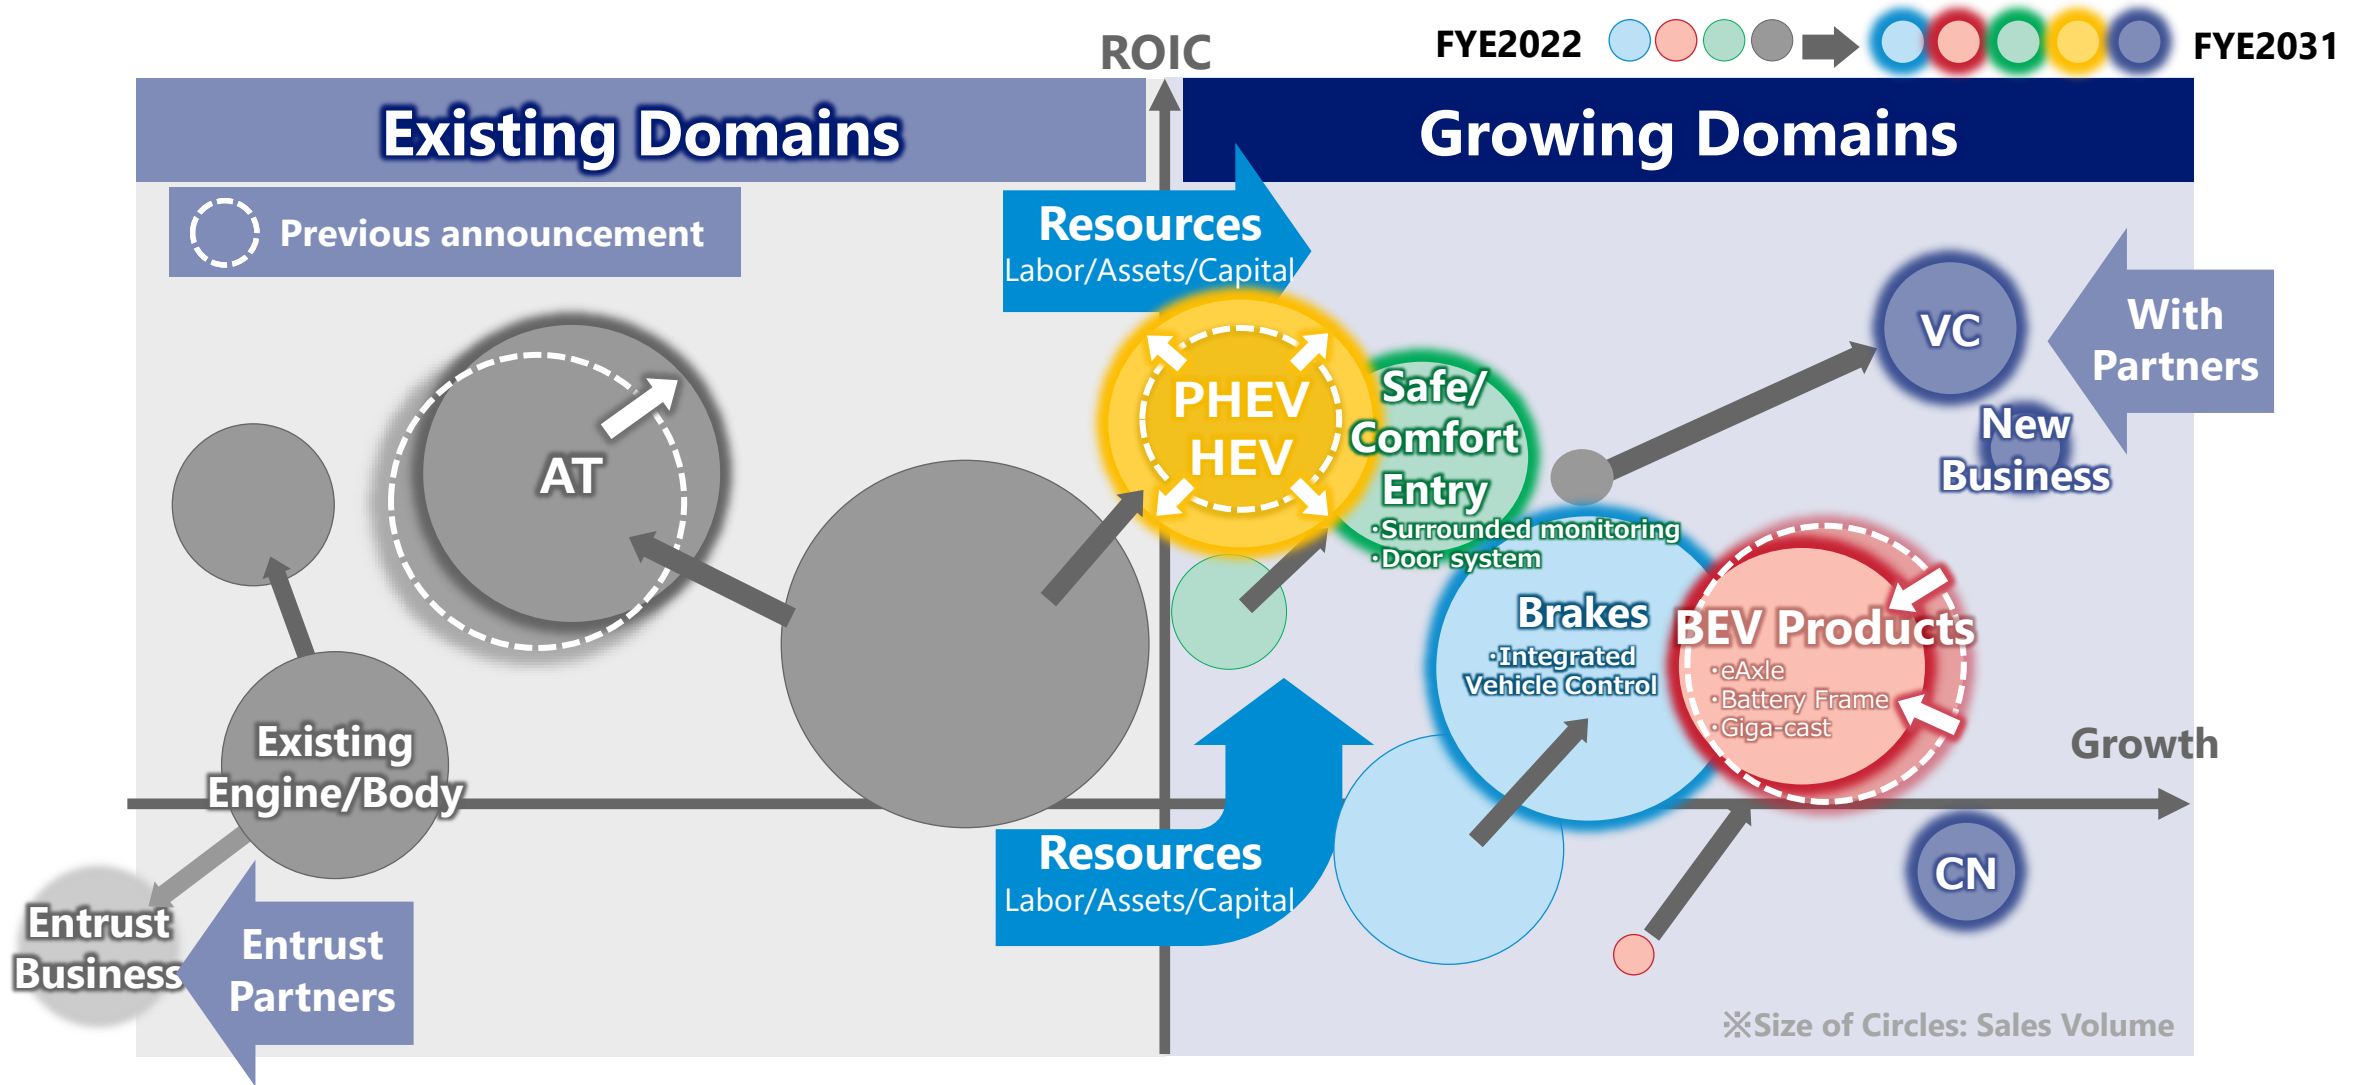 ROIC
FYE2022
FYE2031
Existing Domains
Growing Domains
Previous announcement
Resources
Labor/Assets/Capital
With
Partners
VC
New
Business
PHEV
HEV
Safe/
Comfort
Entry
・Surrounded monitoring
・Door system
AT
Brakes
・Integrated
Vehicle Control
BEV Products
・eAxle
・Battery Frame
・Giga-cast
Growth
Existing
Engine/Body
Resources
Labor/Assets/Capital
CN
Entrust
Business
Entrust
Partners
※Size of Circles: Sales Volume